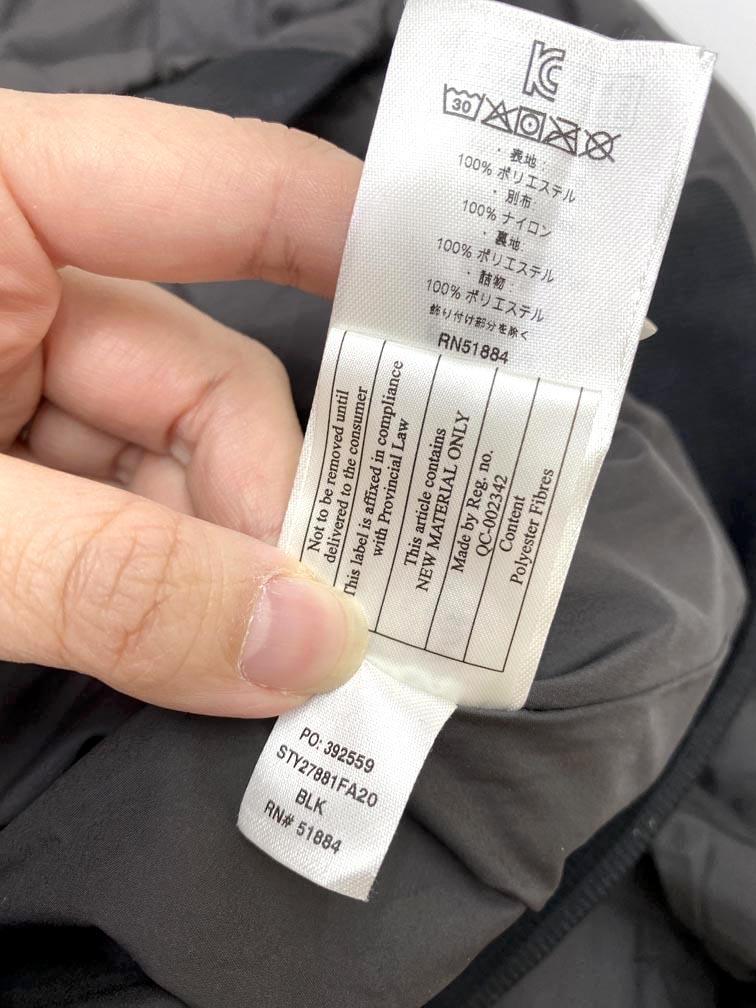 30
・表地
100% ポリエステル
・別布
100% ナイロン
・裏地
100% ポリエステル
・詰物
100% ポリエステル
飾り付け部分を除く
RN51884
Not to be removed until
delivered to the consumer
This label is affixed in compliance
with Provincial Law
This article contains
NEW MATERIAL ONLY
Made by Reg. no.
QC-002342
Content
Polyester Fibres
PO: 392559
STY27881FA20
BLK
RN# 51884